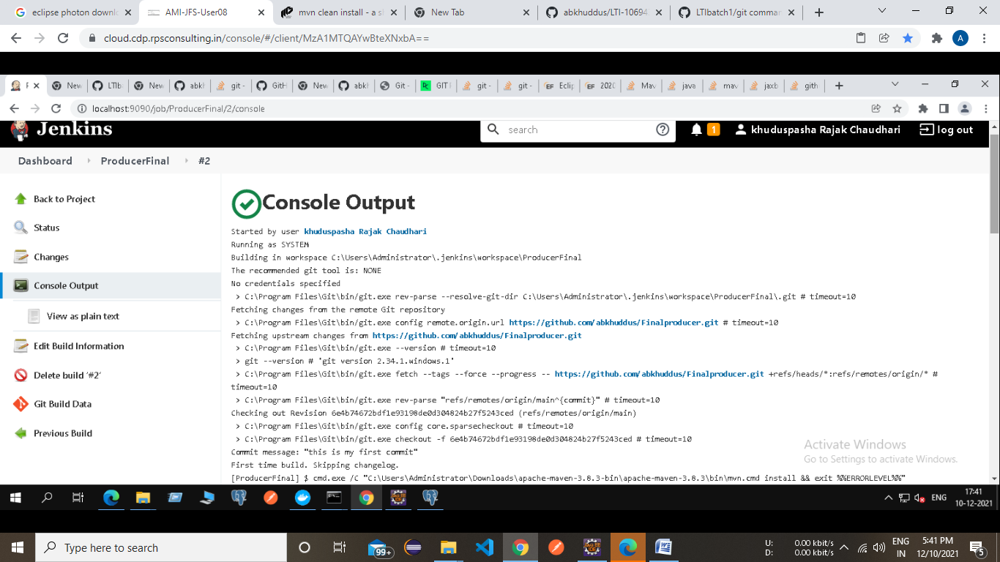 eclipse photon downl
AMI-JFS-User08
mvn clean install - a s
New Tab
abkhuddus/LTI-10694
LTIbatch1/git comman
cloud.cdp.rpsconsulting.in/console/#/client/MzA1MTQAYwBteXNxbA==
A
New
LTIb
New
abkh
git -
GitH
New
abkh
Git -
GIT
git -
git -
Eclip
202
Mav
java
mav
jaxb
gith
localhost:9090/job/ProducerFinal/2/console
Jenkins
search
1
khuduspasha Rajak Chaudhari
log out
Dashboard
ProducerFinal
#2
Back to Project
Status
Changes
Console Output
View as plain text
Edit Build Information
Delete build ‘#2’
Git Build Data
Previous Build
Console Output
Started by user khuduspasha Rajak Chaudhari
Running as SYSTEM
Building in workspace C:\Users\Administrator\.jenkins\workspace\ProducerFinal
The recommended git tool is: NONE
No credentials specified
> C:\Program Files\Git\bin/git.exe rev-parse --resolve-git-dir C:\Users\Administrator\.jenkins\workspace\ProducerFinal\.git # timeout=10
Fetching changes from the remote Git repository
> C:\Program Files\Git\bin/git.exe config remote.origin.url https://github.com/abkhuddus/Finalproducer.git # timeout=10
Fetching upstream changes from https://github.com/abkhuddus/Finalproducer.git
> C:\Program Files\Git\bin/git.exe --version # timeout=10
> git --version # 'git version 2.34.1.windows.1'
> C:\Program Files\Git\bin/git.exe fetch --tags --force --progress -- https://github.com/abkhuddus/Finalproducer.git +refs/heads/*:refs/remotes/origin/* #
timeout=10
> C:\Program Files\Git\bin/git.exe rev-parse "refs/remotes/origin/main^{commit}" # timeout=10
Checking out Revision 6e4b74672bdf1e93198de0d304824b27f5243ced (refs/remotes/origin/main)
> C:\Program Files\Git\bin/git.exe config core.sparsecheckout # timeout=10
> C:\Program Files\Git\bin/git.exe checkout -f 6e4b74672bdf1e93198de0d304824b27f5243ced # timeout=10
Commit message: "this is my first commit"
First time build. Skipping changelog.
[ProducerFinal] $ cmd.exe /C "C:\Users\Administrator\Downloads\apache-maven-3.8.3-bin\apache-maven-3.8.3\bin\mvn.cmd install && exit %%ERRORLEVEL%%"
Activate Windows
Go to Settings to activate Windows.
ENG
17:41
10-12-2021
Type here to search
99+
U: 0.00 kbit/s
D: 0.00 kbit/s
ENG
IN
5:41 PM
12/10/2021
5